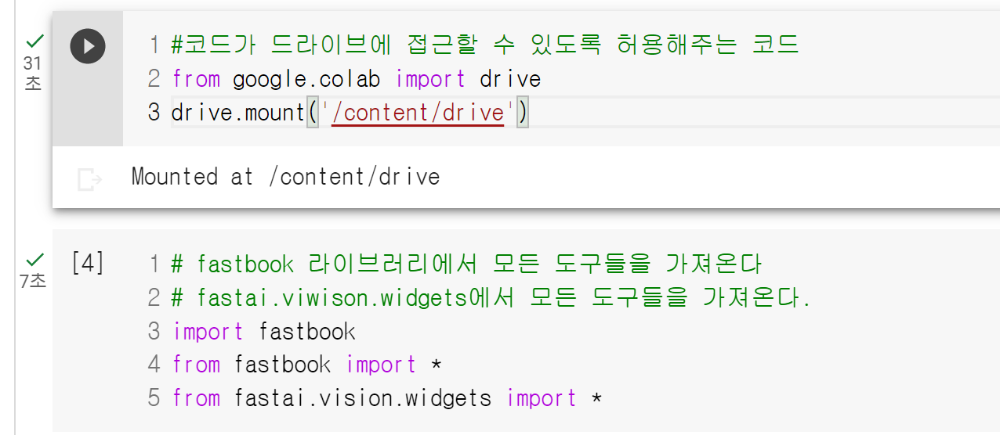 31
초
1 #코드가 드라이브에 접근할 수 있도록 허용해주는 코드
2 from google.colab import drive
3 drive.mount('/content/drive')
Mounted at /content/drive
7초
[4]
1 # fastbook 라이브러리에서 모든 도구들을 가져온다
2 # fastai.viwison.widgets에서 모든 도구들을 가져온다.
3 import fastbook
4 from fastbook import *
5 from fastai.vision.widgets import *